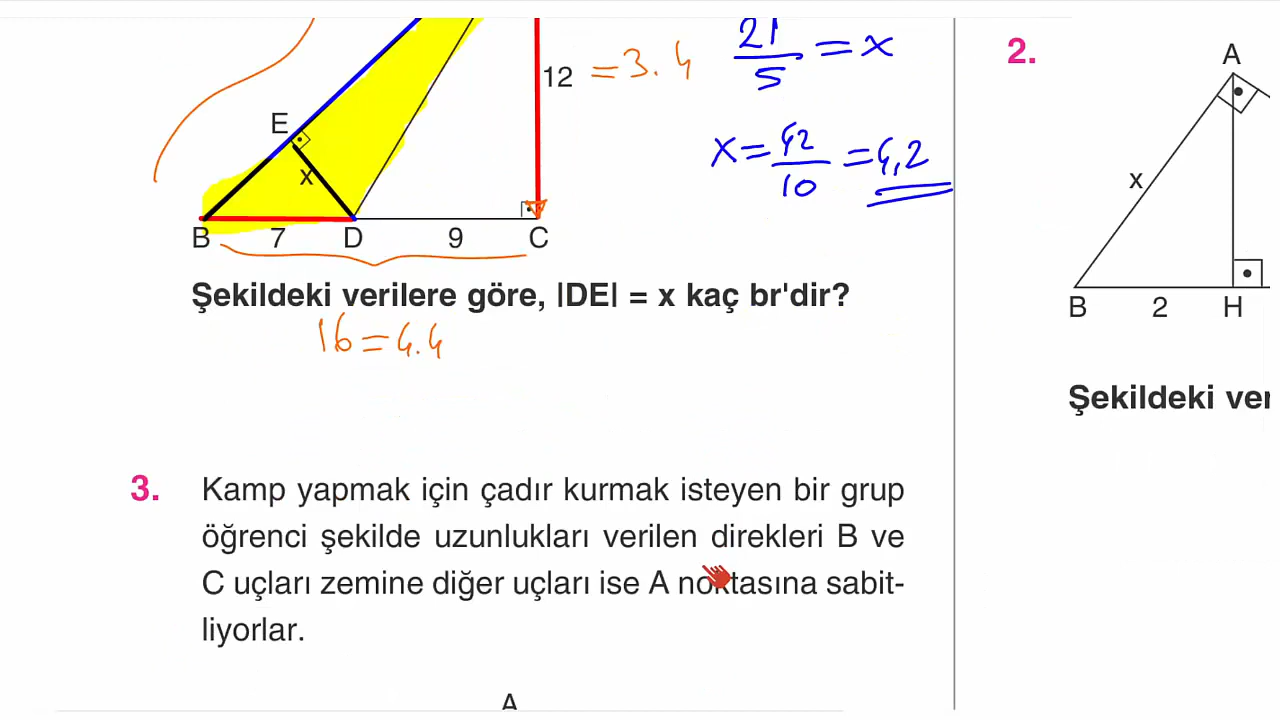 E
x
B 7 D 9 C
12 = 3.4
21/5 = x
x = 42/10 = 4,2
Şekildeki verilere göre, |DE| = x kaç br'dir?
16 = 4.4
3. Kamp yapmak için çadır kurmak isteyen bir grup
öğrenci şekilde uzunlukları verilen direkleri B ve
C uçları zemine diğer uçları ise A noktasına sabit-
liyorlar.
A
2.
A
x
B 2 H
Şekildeki ver